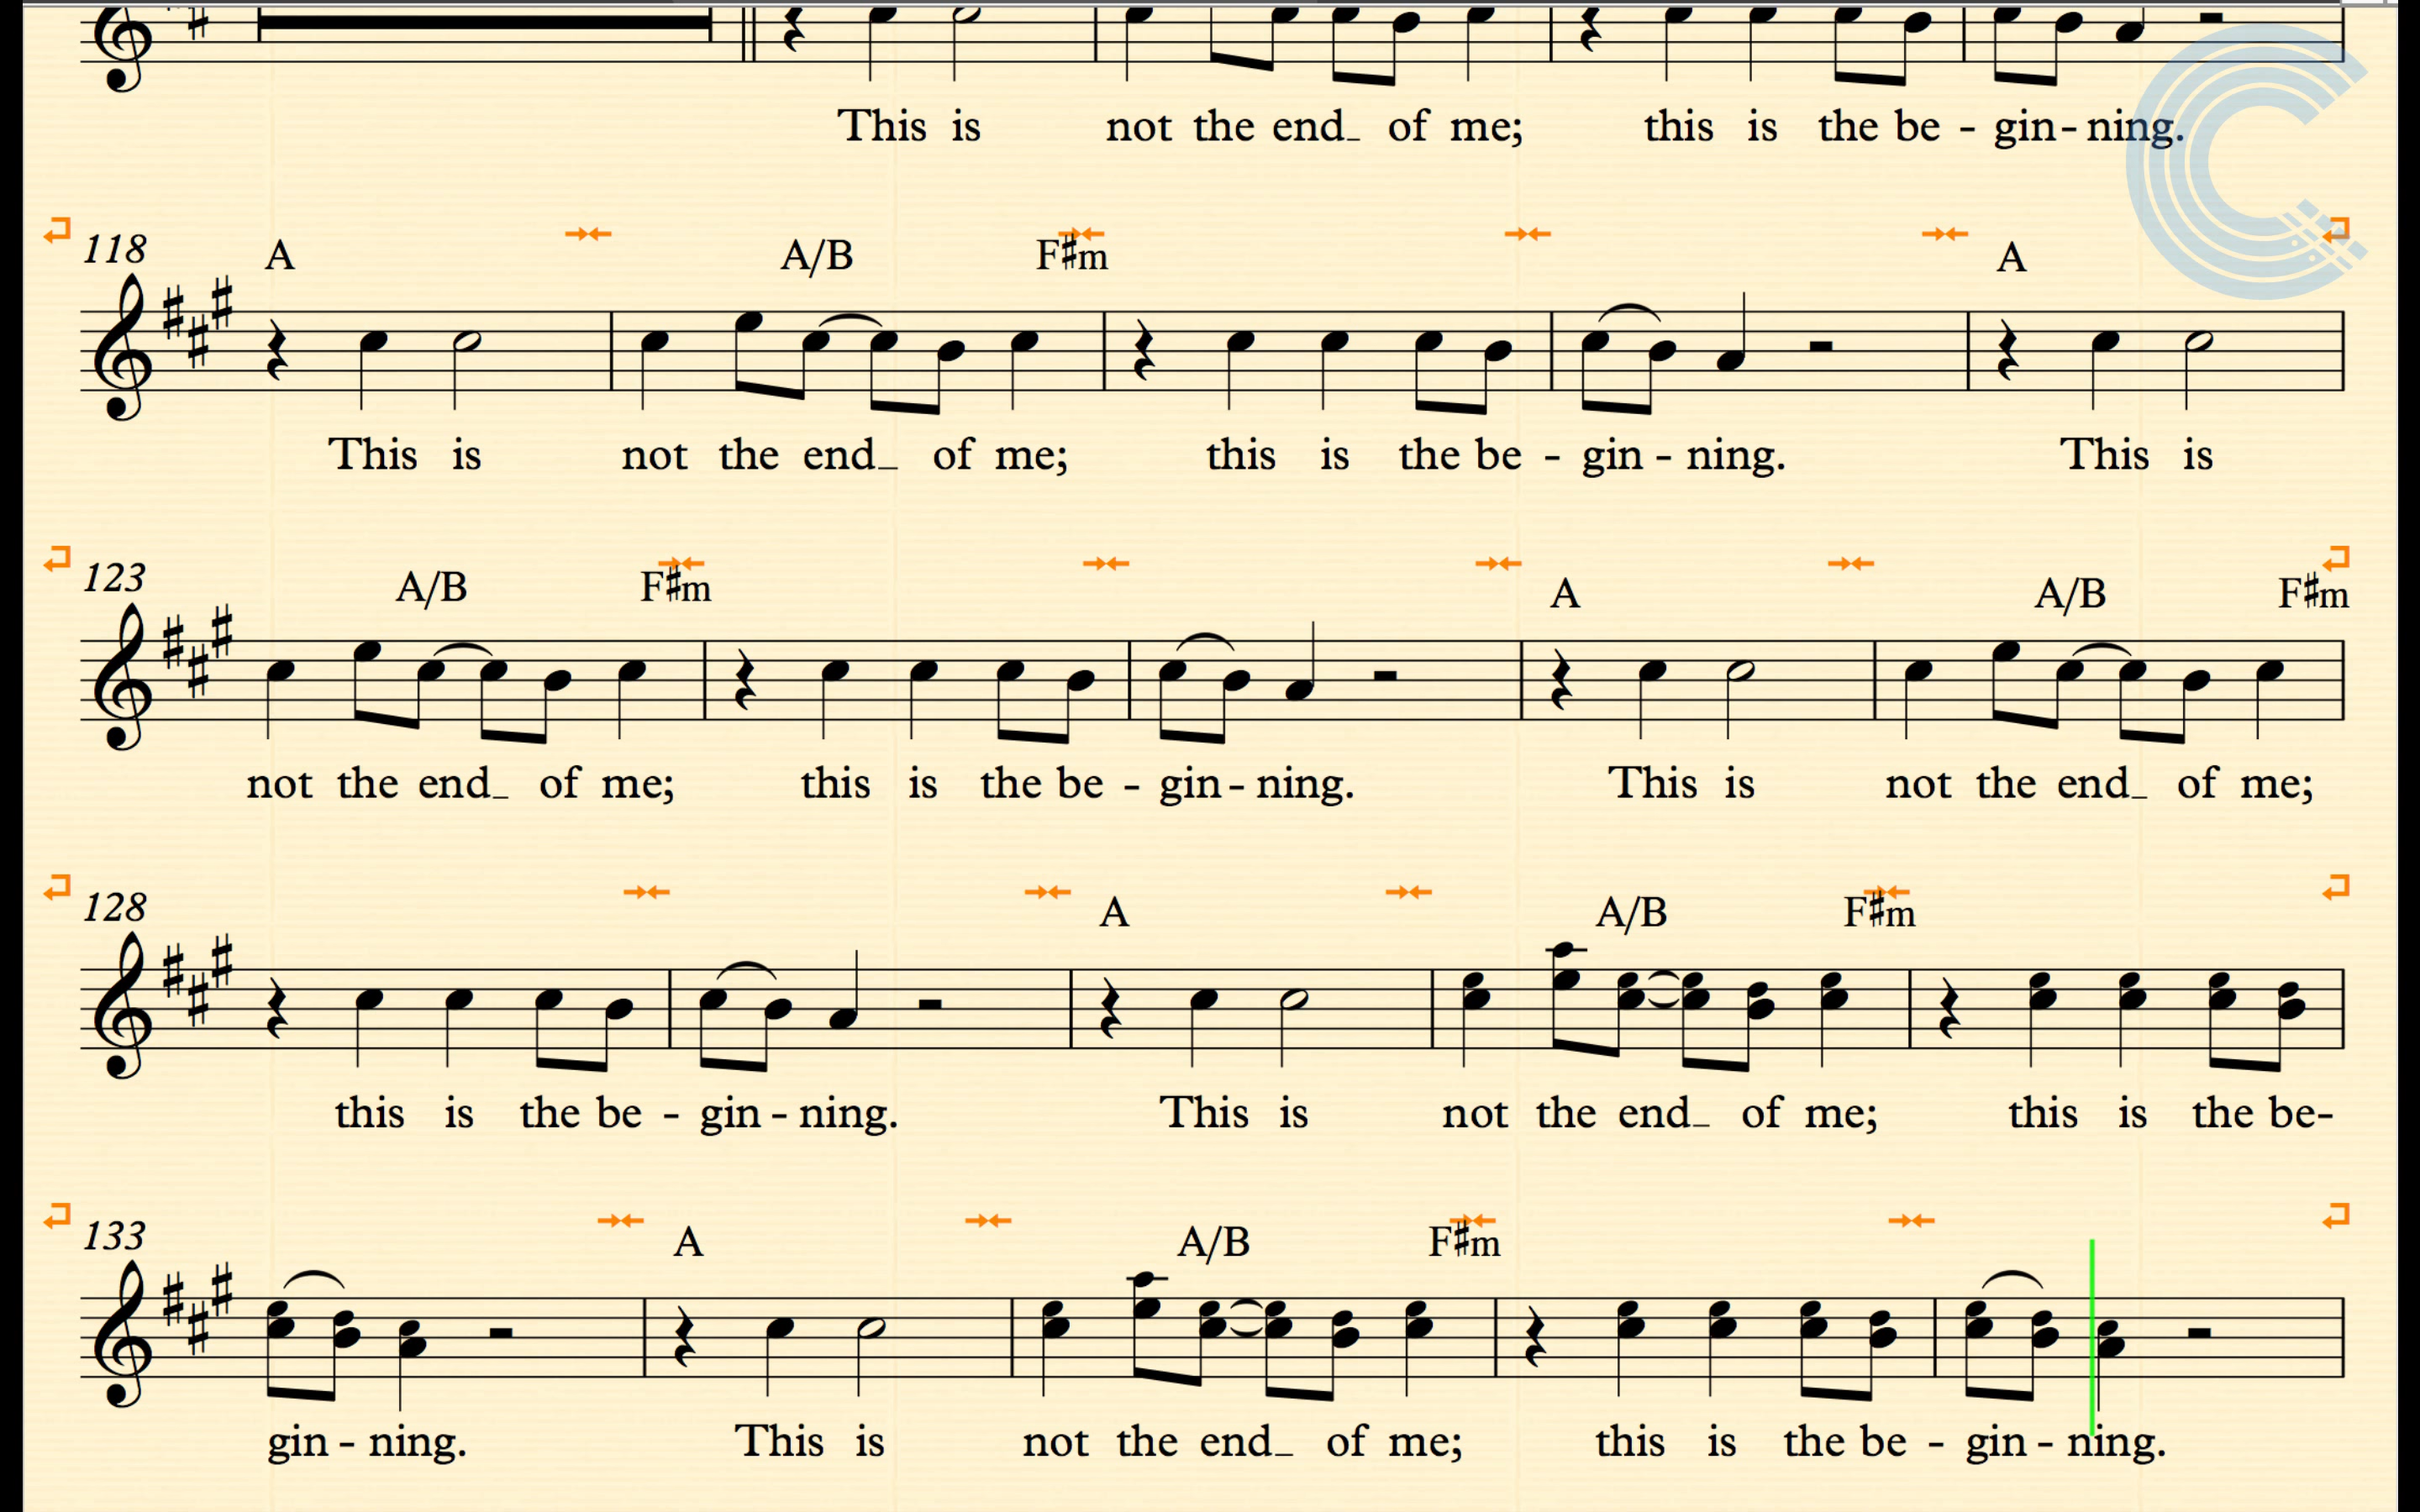 This is not the end_ of me; this is the be - gin - ning.
118 A A/B F♯m A
This is not the end_ of me; this is the be - gin - ning. This is
123 A/B F♯m A A/B F♯m
not the end_ of me; this is the be - gin - ning. This is not the end_ of me;
128 A A/B F♯m
this is the be - gin - ning. This is not the end_ of me; this is the be-
133 A A/B F♯m
gin - ning. This is not the end_ of me; this is the be - gin - ning.